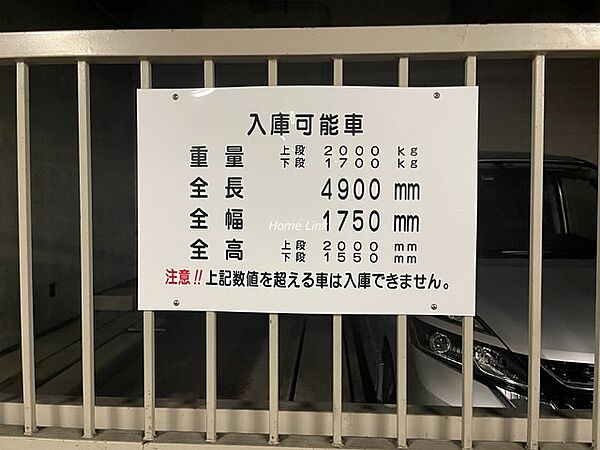 入庫可能車
重量 上段 2000 kg
下段 1700 kg
全長 4900 mm
全幅 1750 mm
Home Link
全高 上段 2000 mm
下段 1550 mm
注意!!上記数値を超える車は入庫できません。